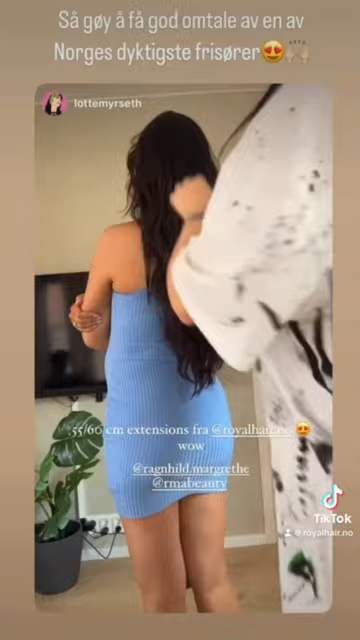 Så gøy å få god omtale av en av
Norges dyktigste frisører😍🙌🏼
lottemyrseth
55/60 cm extensions fra @royalhair.no 😍
wow
@ragnhild.margrethe
@rmabeauty
TikTok
@royalhair.no